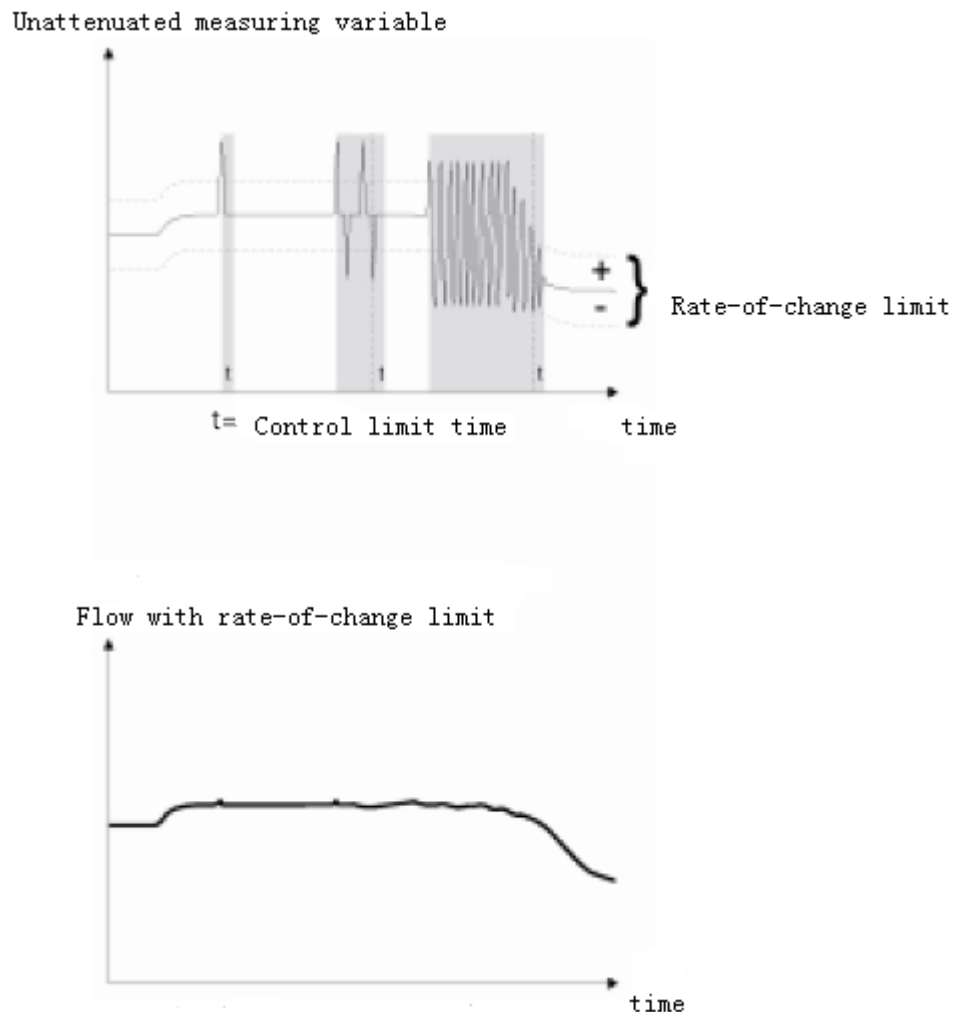 Unattenuated measuring variable
+
-
Rate-of-change limit
t t t
t= Control limit time
time
Flow with rate-of-change limit
time